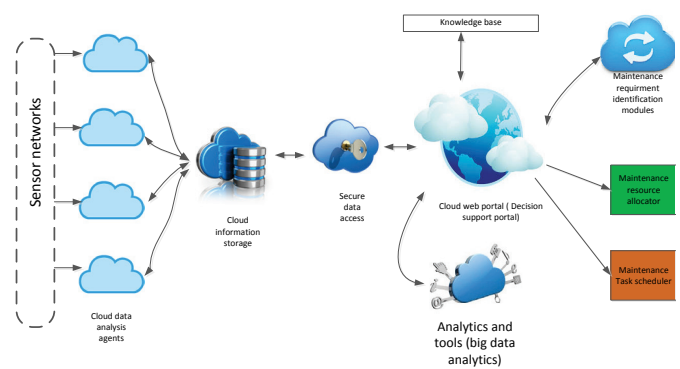 Sensor networks
Cloud data
analysis
agents
Cloud
information
storage
Secure
data
access
Knowledge base
Cloud web portal ( Decision
support portal)
Analytics and
tools (big data
analytics)
Maintenance
requirment
identification
modules
Maintenance
resource
allocator
Maintenance
Task scheduler